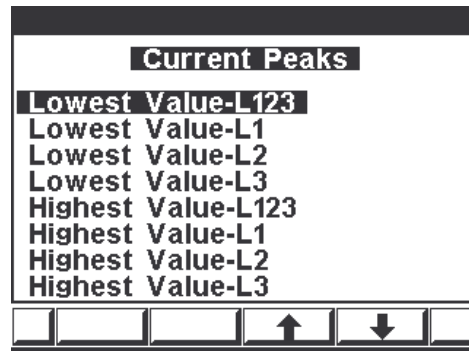 Current Peaks
Lowest Value-L123
Lowest Value-L1
Lowest Value-L2
Lowest Value-L3
Highest Value-L123
Highest Value-L1
Highest Value-L2
Highest Value-L3